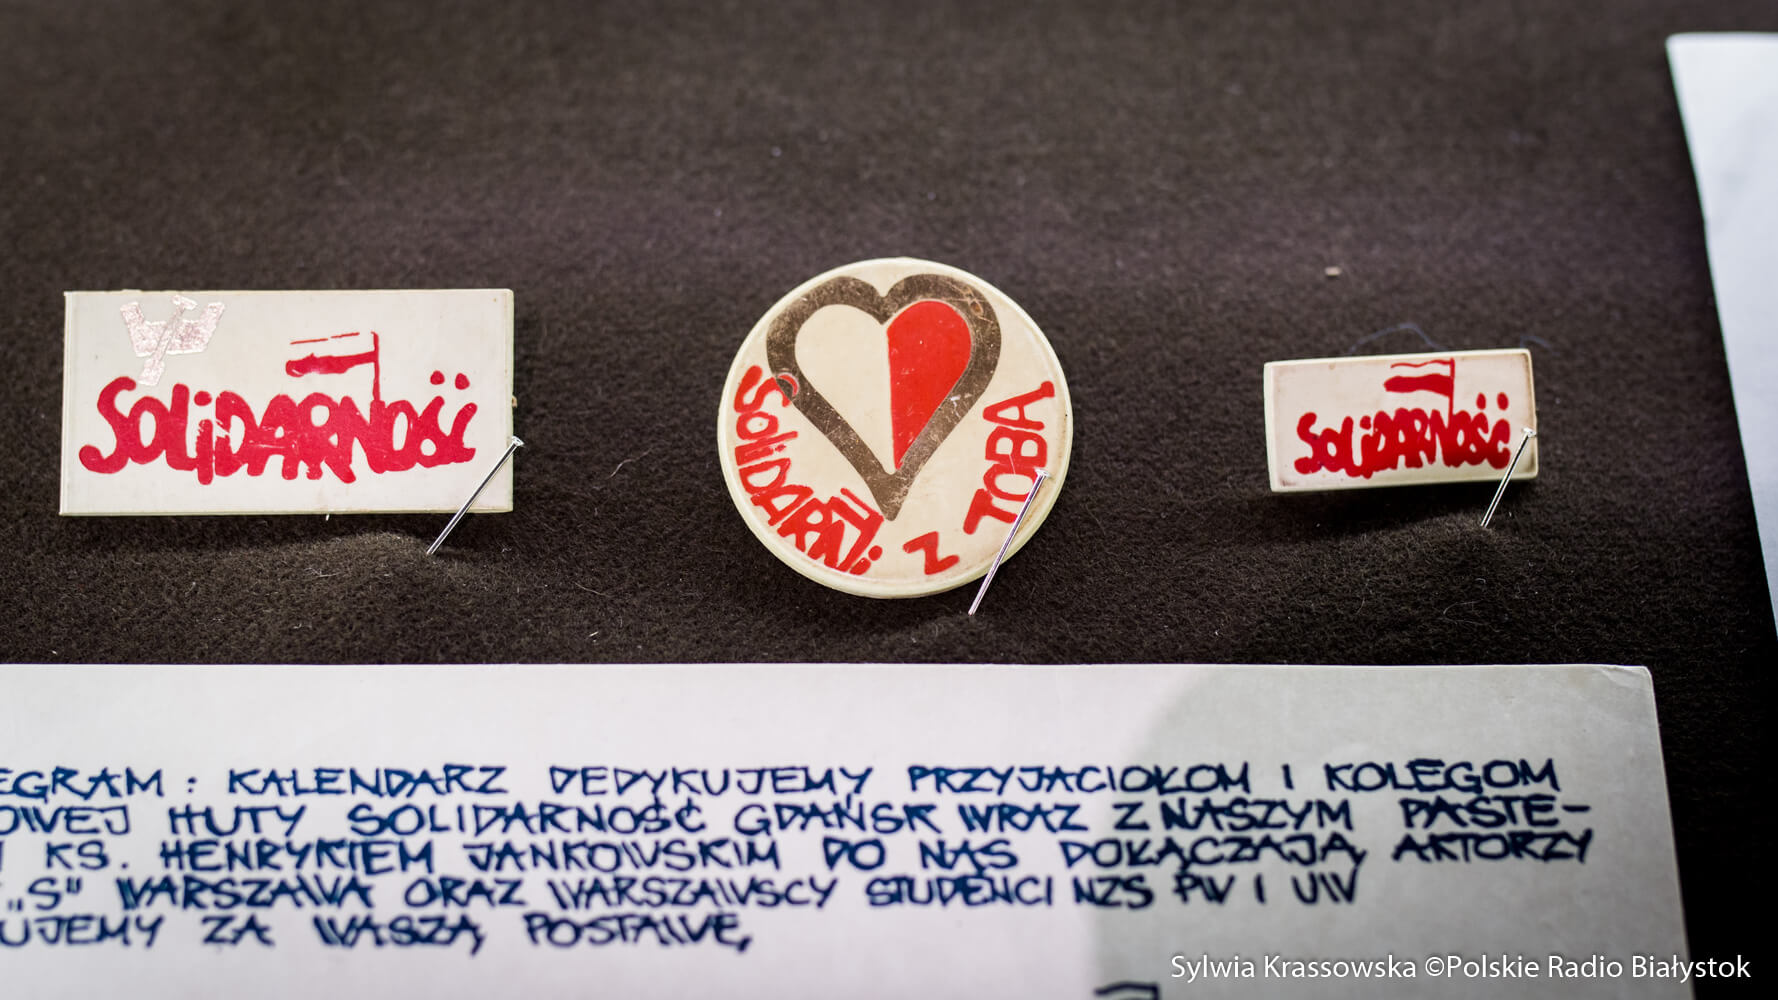 SOLIDARNOŚĆ
SOLIDARNI Z TOBĄ
SOLIDARNOŚĆ
EGRAM : KALENDARZ DEDYKUJEMY PRZYJACIOŁOM I KOLEGOM
OWEJ HUTY SOLIDARNOŚĆ GDAŃSK WRAZ Z NASZYM PASTE-
KS. HENRYKIEM JANKOWSKIM DO NAS DOŁĄCZAJĄ AKTORZY
„S" WARSZAWA ORAZ WARSZAWSCY STUDENCI NZS PW I UW
UJEMY ZA WASZĄ POSTAWĘ,
Sylwia Krassowska ©Polskie Radio Białystok